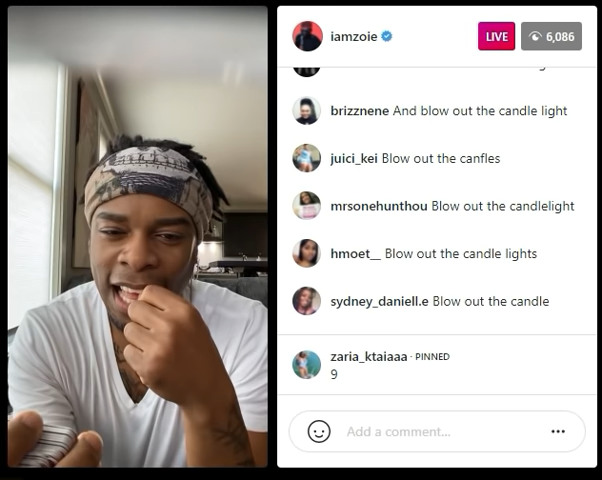 iamzoie
LIVE
6,086
brizznene And blow out the candle light
juici_kei Blow out the canfles
mrsonehunthou Blow out the candlelight
hmoet__ Blow out the candle lights
sydney_daniell.e Blow out the candle
zaria_ktaiaaa · PINNED
9
Add a comment...